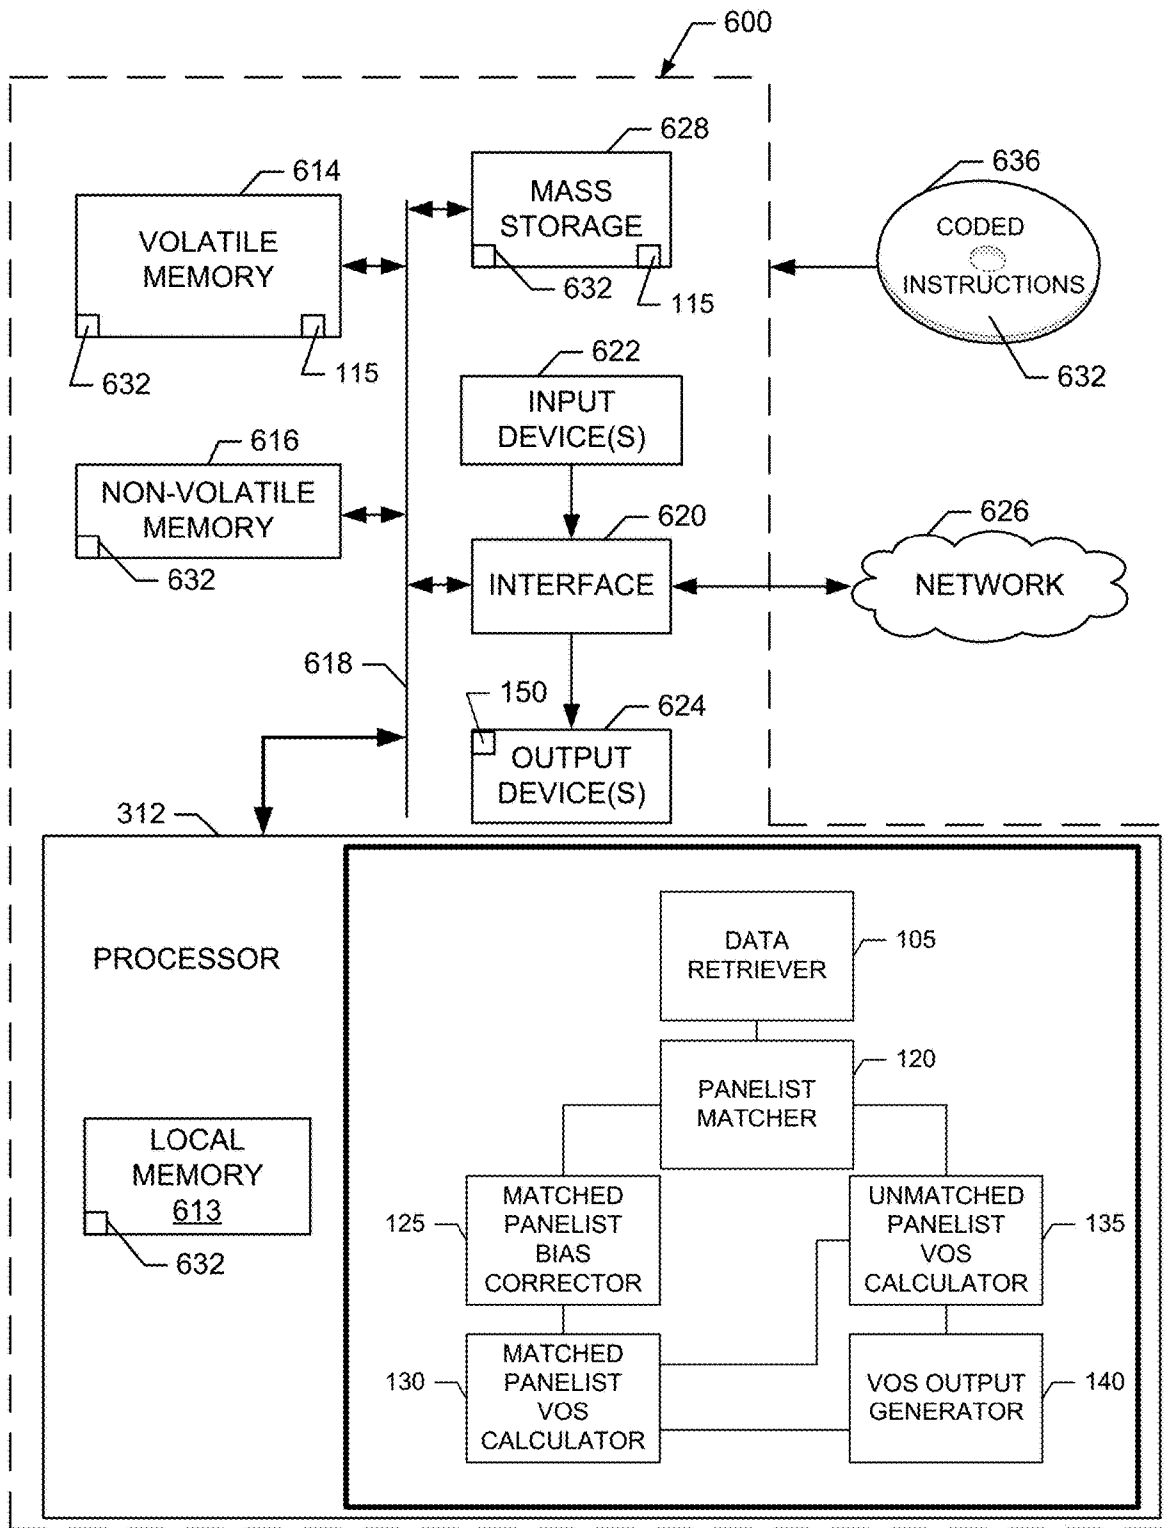 600
628
MASS
STORAGE
632
115
614
VOLATILE
MEMORY
632
115
636
CODED
INSTRUCTIONS
632
622
INPUT
DEVICE(S)
616
NON-VOLATILE
MEMORY
632
620
INTERFACE
626
NETWORK
618
150
624
OUTPUT
DEVICE(S)
312
PROCESSOR
LOCAL
MEMORY
613
632
DATA
RETRIEVER
105
PANELIST
MATCHER
120
MATCHED
PANELIST
BIAS
CORRECTOR
125
UNMATCHED
PANELIST
VOS
CALCULATOR
135
MATCHED
PANELIST
VOS
CALCULATOR
130
VOS OUTPUT
GENERATOR
140